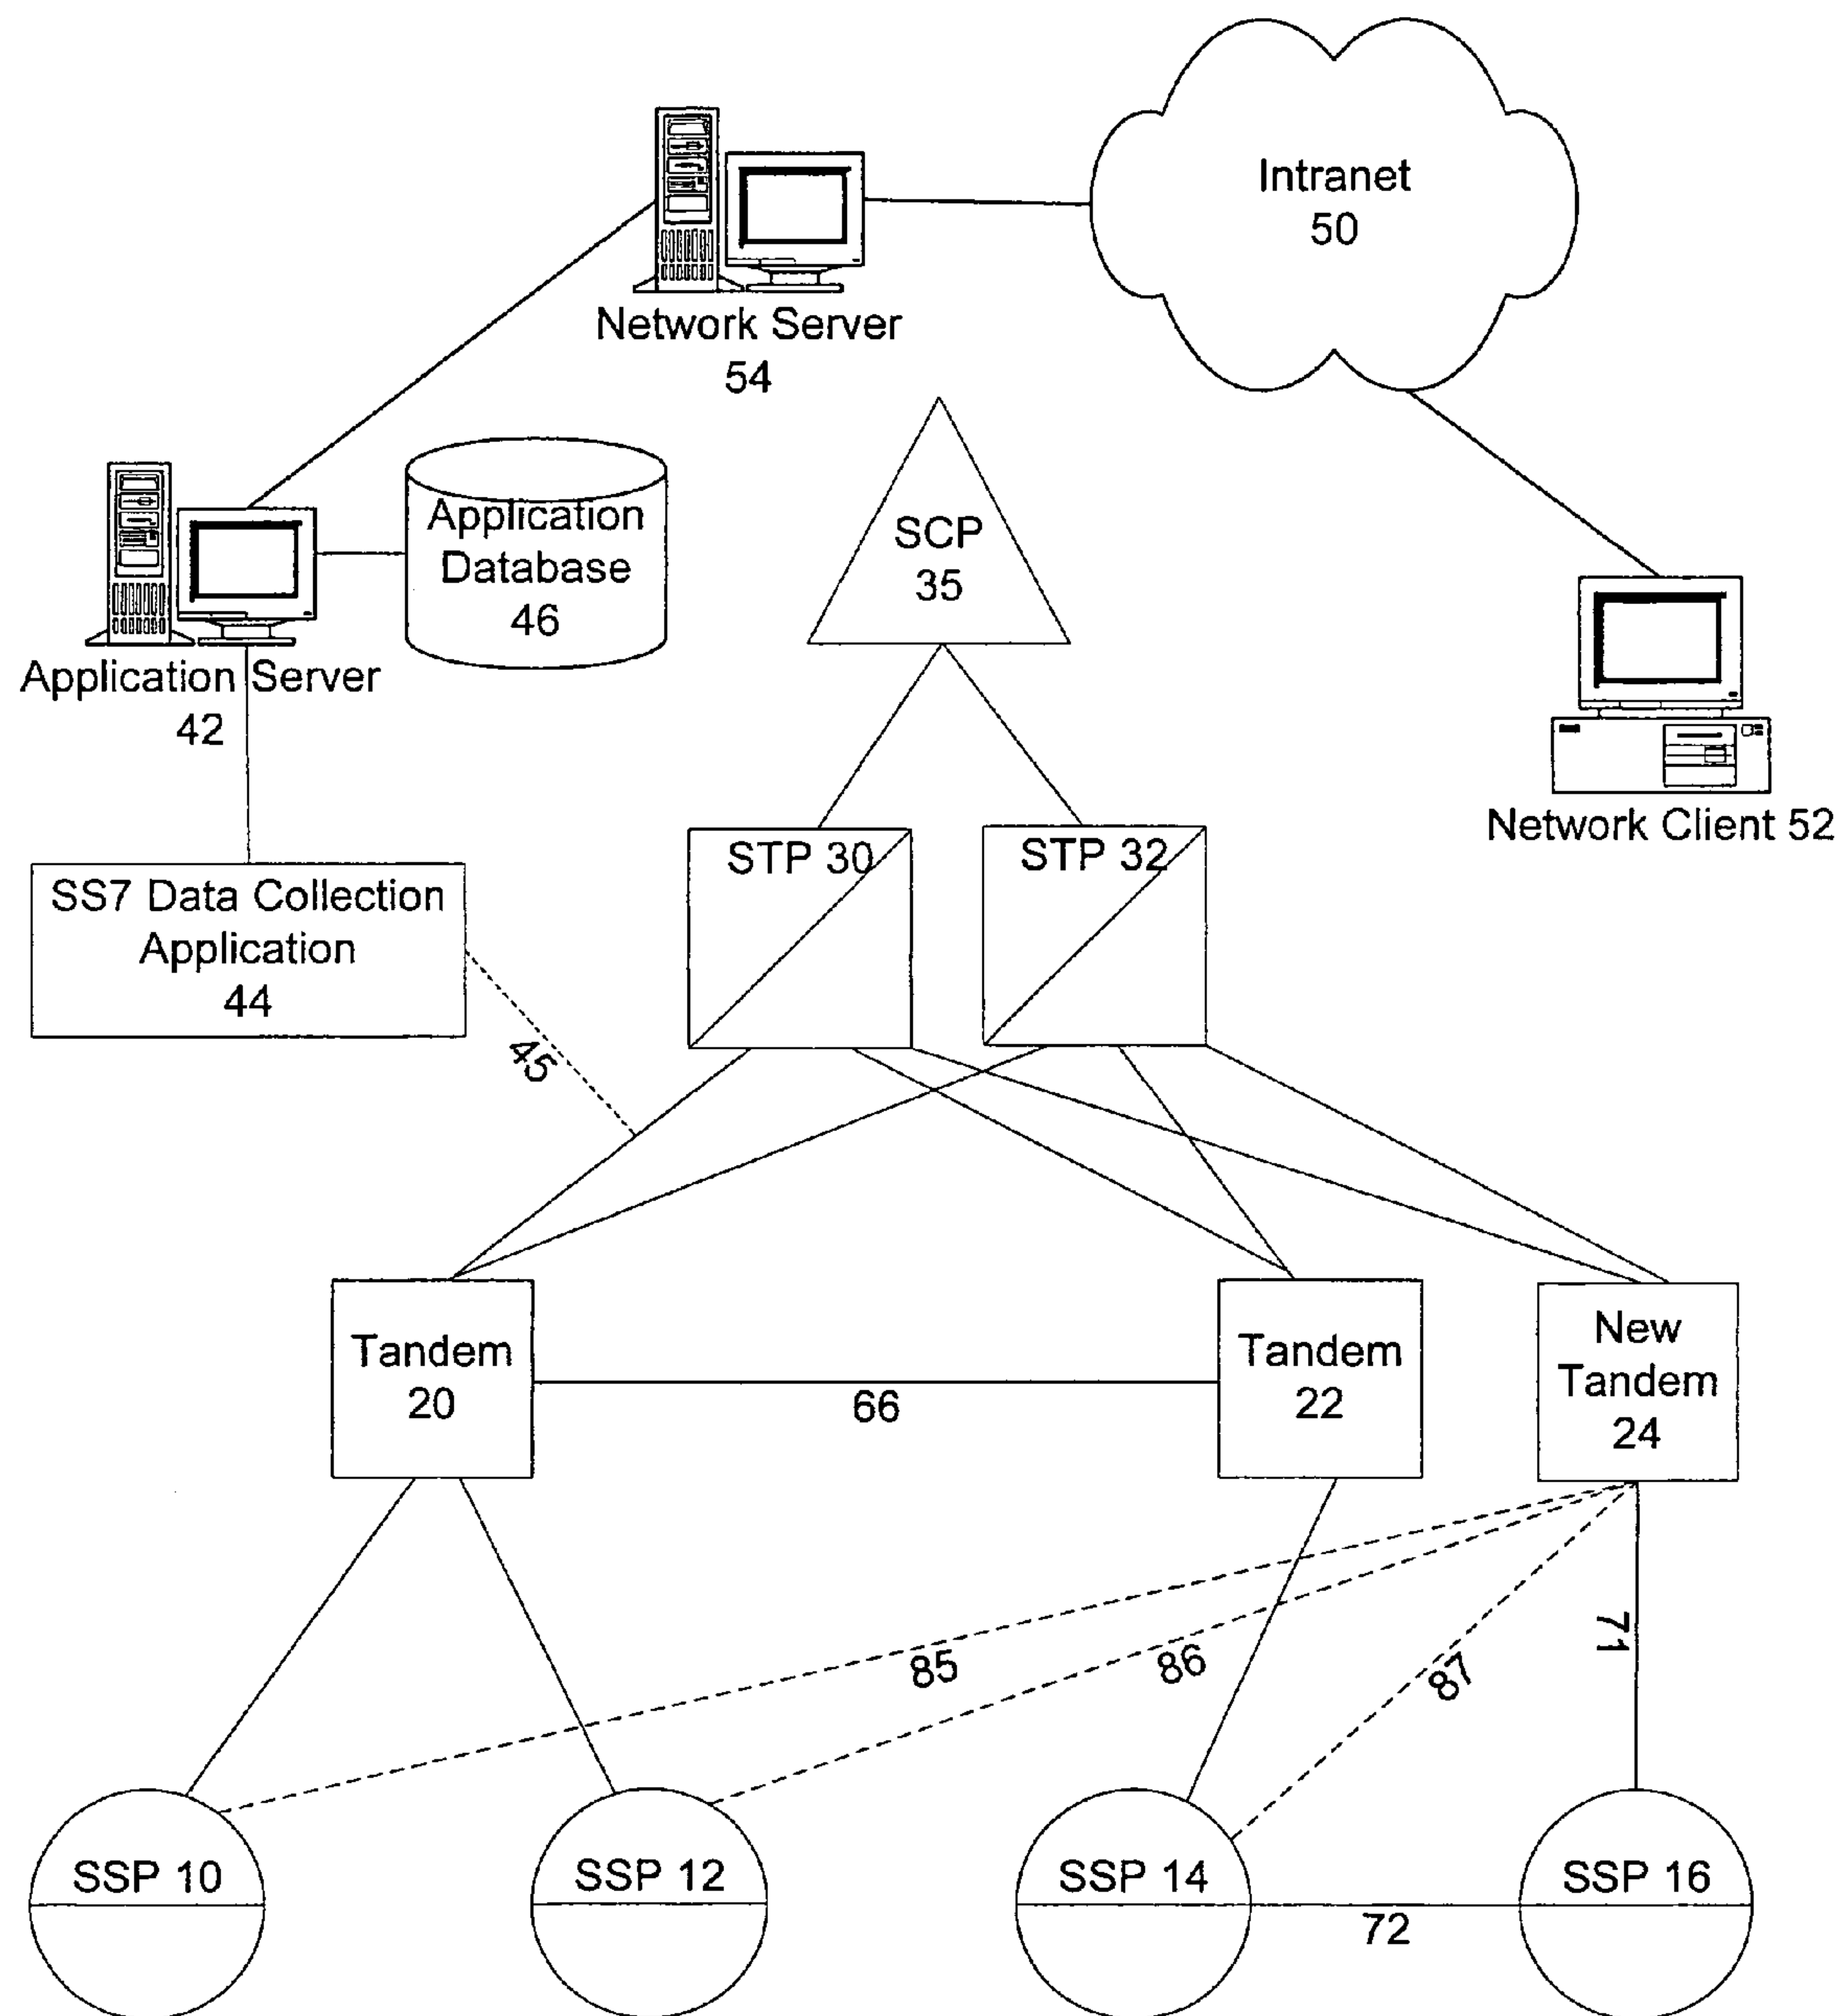 Intranet
50
Network Server
54
Application
Database
46
SCP
35
Application Server
42
Network Client 52
STP 30
STP 32
SS7 Data Collection
Application
44
45
Tandem
20
66
Tandem
22
New
Tandem
24
71
85
86
87
SSP 10
SSP 12
SSP 14
SSP 16
72